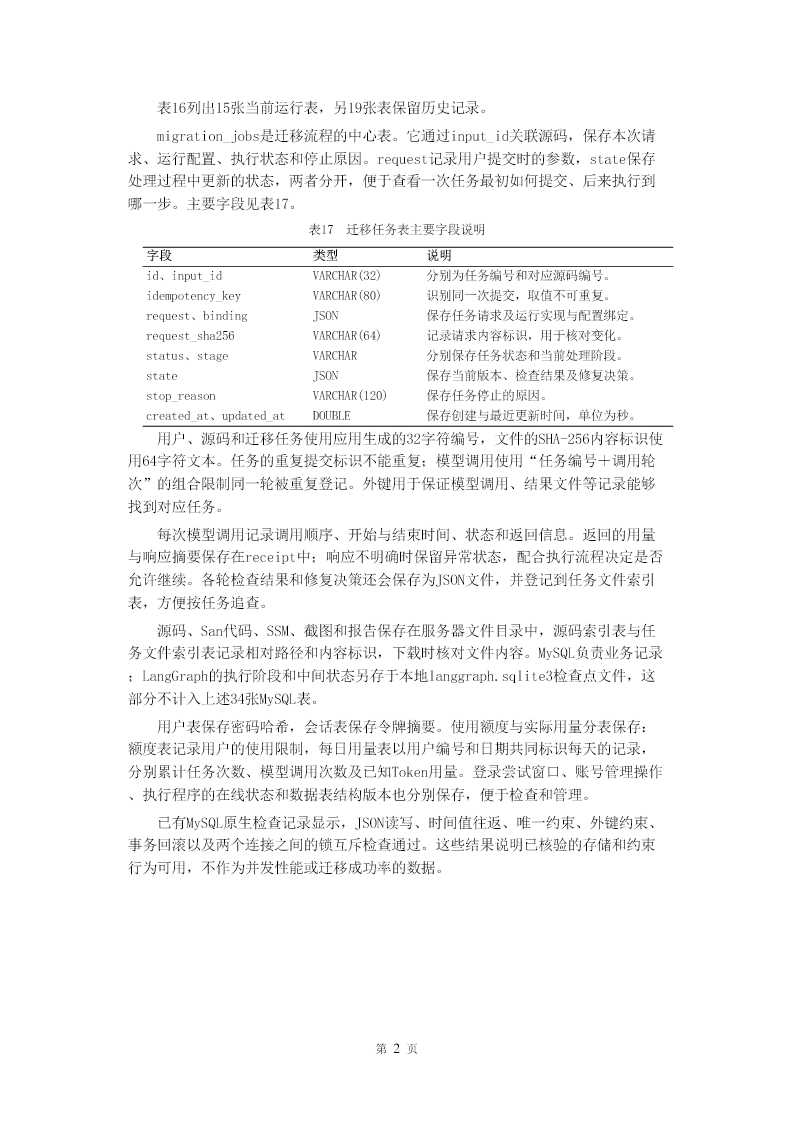 表16列出15张当前运行表，另19张表保留历史记录。
migration_jobs是迁移流程的中心表。它通过input_id关联源码，保存本次请
求、运行配置、执行状态和停止原因。request记录用户提交时的参数，state保存
处理过程中更新的状态，两者分开，便于查看一次任务最初如何提交、后来执行到
哪一步。主要字段见表17。
表17 迁移任务表主要字段说明
字段 类型 说明
id、input_id VARCHAR(32) 分别为任务编号和对应源码编号。
idempotency_key VARCHAR(80) 识别同一次提交，取值不可重复。
request、binding JSON 保存任务请求及运行实现与配置绑定。
request_sha256 VARCHAR(64) 记录请求内容标识，用于核对变化。
status、stage VARCHAR 分别保存任务状态和当前处理阶段。
state JSON 保存当前版本、检查结果及修复决策。
stop_reason VARCHAR(120) 保存任务停止的原因。
created_at、updated_at DOUBLE 保存创建与最近更新时间，单位为秒。
用户、源码和迁移任务使用应用生成的32字符编号，文件的SHA-256内容标识使
用64字符文本。任务的重复提交标识不能重复；模型调用使用“任务编号＋调用轮
次”的组合限制同一轮被重复登记。外键用于保证模型调用、结果文件等记录能够
找到对应任务。
每次模型调用记录调用顺序、开始与结束时间、状态和返回信息。返回的用量
与响应摘要保存在receipt中；响应不明确时保留异常状态，配合执行流程决定是否
允许继续。各轮检查结果和修复决策还会保存为JSON文件，并登记到任务文件索引
表，方便按任务追查。
源码、San代码、SSM、截图和报告保存在服务器文件目录中，源码索引表与任
务文件索引表记录相对路径和内容标识，下载时核对文件内容。MySQL负责业务记录
；LangGraph的执行阶段和中间状态另存于本地langgraph.sqlite3检查点文件，这
部分不计入上述34张MySQL表。
用户表保存密码哈希，会话表保存令牌摘要。使用额度与实际用量分表保存：
额度表记录用户的使用限制，每日用量表以用户编号和日期共同标识每天的记录，
分别累计任务次数、模型调用次数及已知Token用量。登录尝试窗口、账号管理操作
、执行程序的在线状态和数据表结构版本也分别保存，便于检查和管理。
已有MySQL原生检查记录显示，JSON读写、时间值往返、唯一约束、外键约束、
事务回滚以及两个连接之间的锁互斥检查通过。这些结果说明已核验的存储和约束
行为可用，不作为并发性能或迁移成功率的数据。
第 2 页